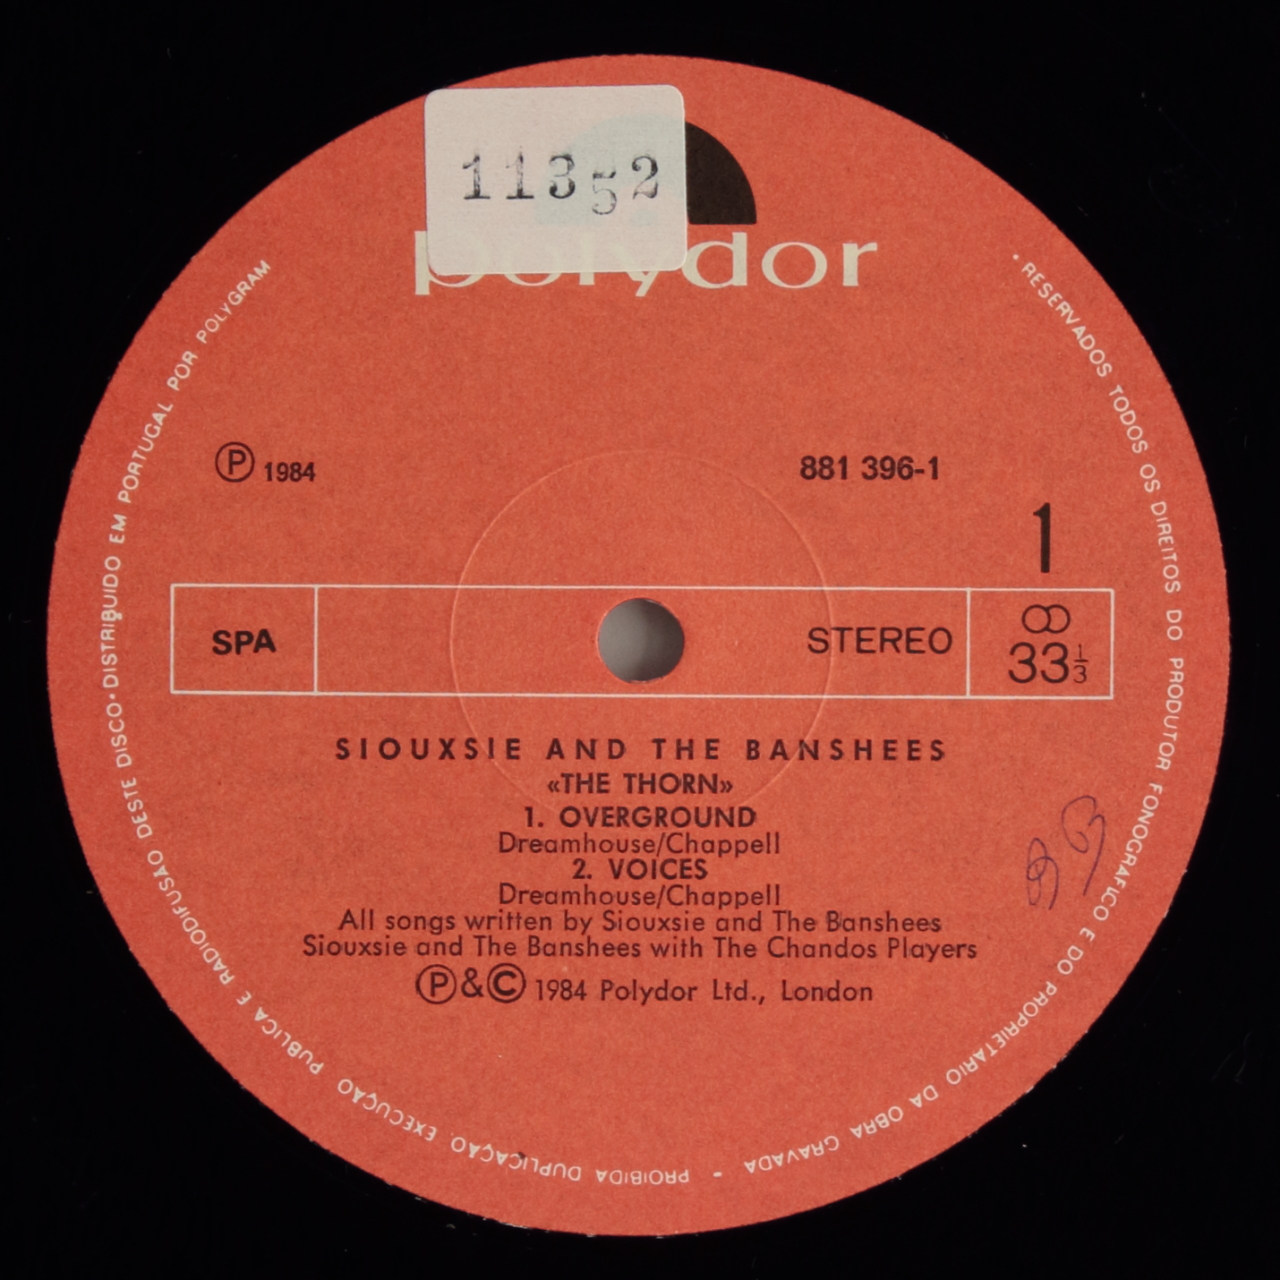 11352
polydor
℗ 1984
881 396-1
1
SPA
STEREO
33 1/3
SIOUXSIE AND THE BANSHEES
«THE THORN»
1. OVERGROUND
Dreamhouse/Chappell
2. VOICES
Dreamhouse/Chappell
All songs written by Siouxsie and The Banshees
Siouxsie and The Banshees with The Chandos Players
℗&© 1984 Polydor Ltd., London
• RESERVADOS TODOS OS DIREITOS DO PRODUTOR FONOGRAFICO E DO PROPRIETARIO DA OBRA GRAVADA - PROIBIDA DUPLICAÇÃO, EXECUÇÃO PUBLICA E RADIODIFUSÃO DESTE DISCO • DISTRIBUIDO EM PORTUGAL POR POLYGRAM